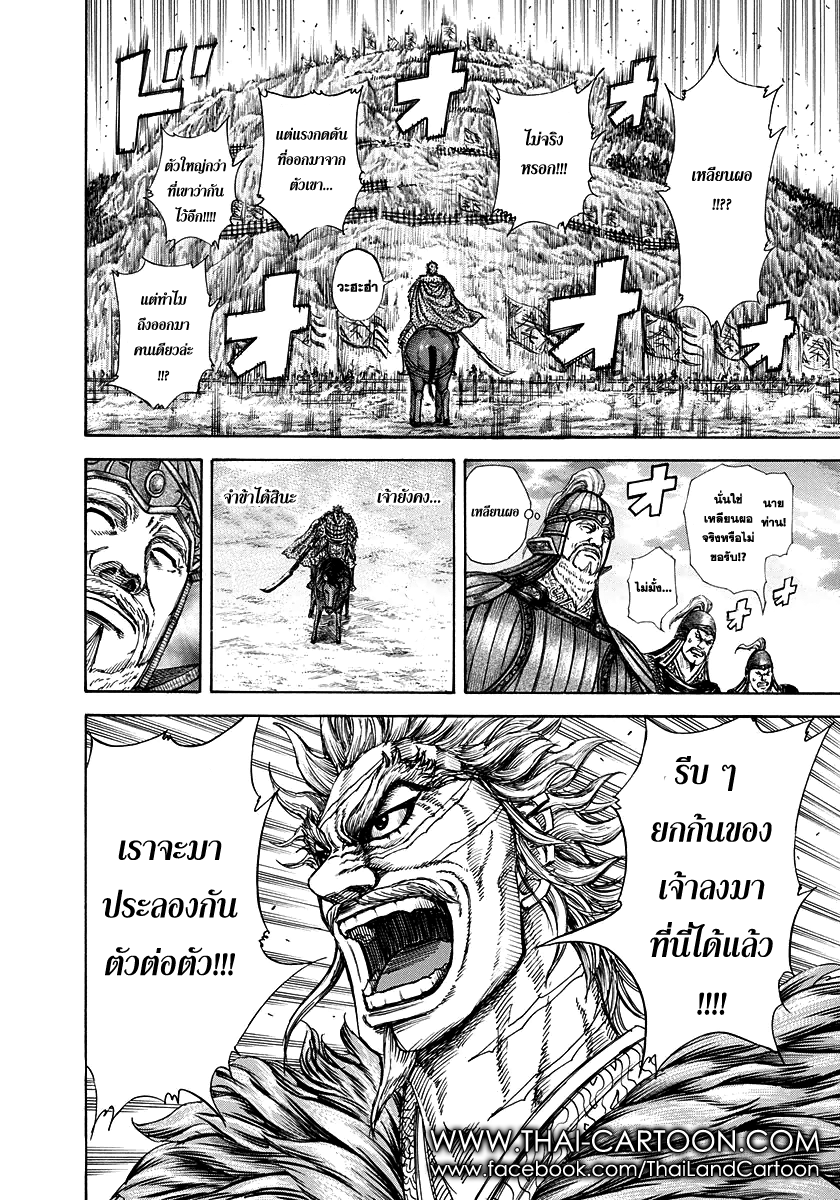 เหลียนผอ
!!??
ไม่จริง
หรอก!!!
แต่แรงกดดัน
ที่ออกมาจาก
ตัวเขา...
ตัวใหญ่กว่า
ที่เขาว่ากัน
ไว้อีก!!!!
วะฮะฮ่า
แต่ทำไม
ถึงออกมา
คนเดียวล่ะ
!!?
ドオオ
オオオ
นาย
ท่าน!
นั่นใช่
เหลียนผอ
จริงหรือไม่
ขอรับ!?
ไม่มั้ง...
オ
オオ
เหลียนผอ
เจ้ายังคง...
จำข้าได้สินะ
รีบ ๆ
ยกก้นของ
เจ้าลงมา
ที่นี่ได้แล้ว
!!!!
เราจะมา
ประลองกัน
ตัวต่อตัว!!!
WWW.THAI-CARTOON.COM
www.facebook.com/ThaiLandCartoon